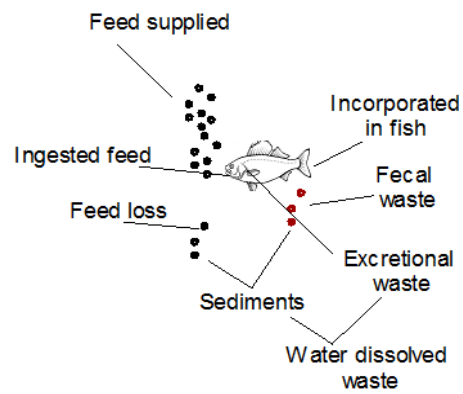 Feed supplied
Incorporated
in fish
Ingested feed
Fecal
waste
Feed loss
Excretional
waste
Sediments
Water dissolved
waste